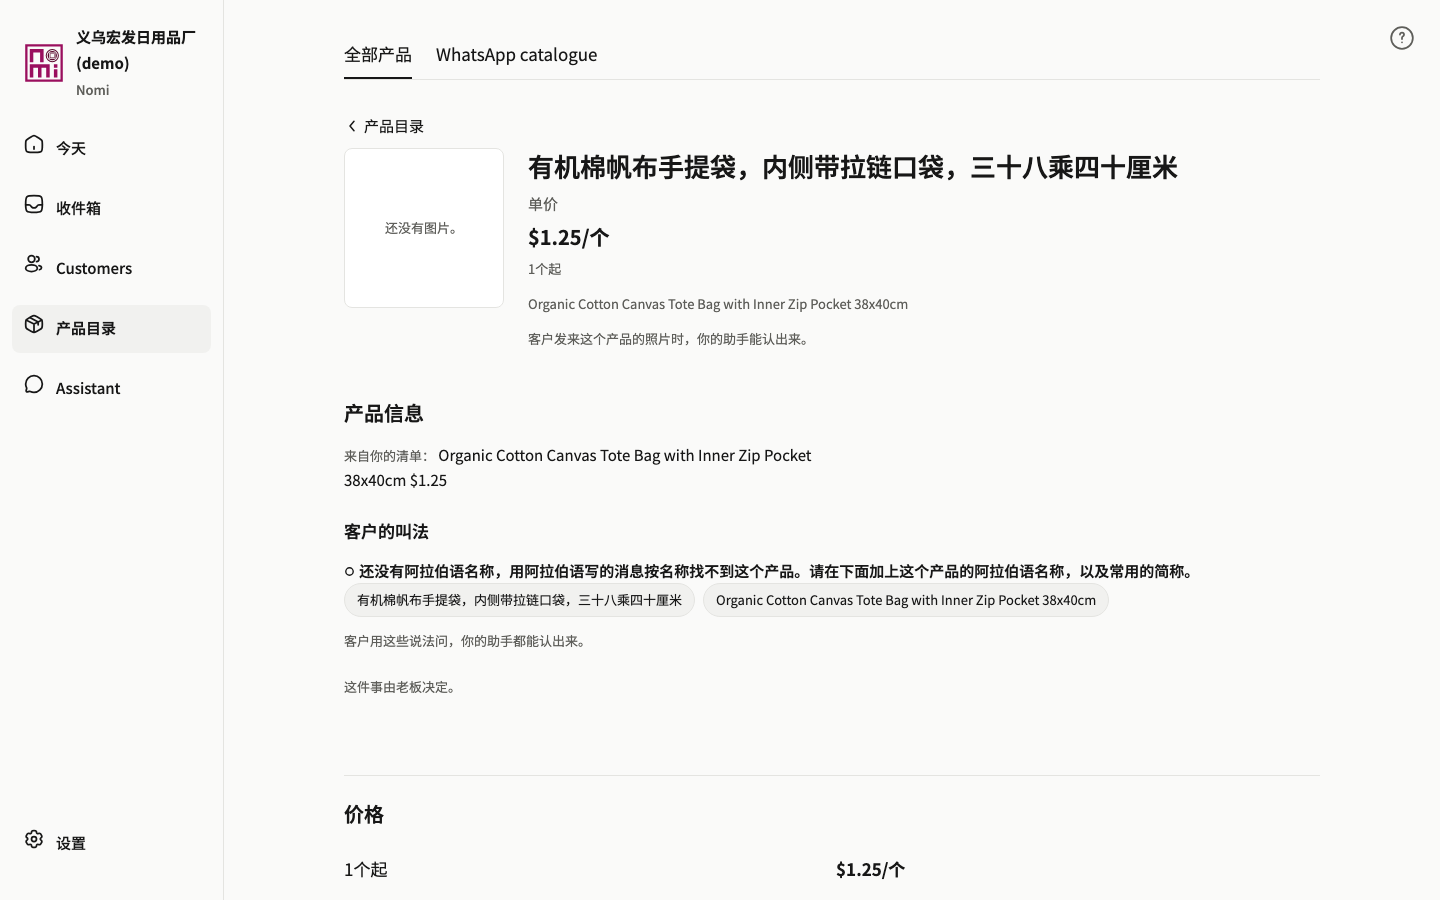 义乌宏发日用品厂
(demo)
Nomi
今天
收件箱
Customers
产品目录
Assistant
设置
全部产品
WhatsApp catalogue
产品目录
还没有图片。
有机棉帆布手提袋，内侧带拉链口袋，三十八乘四十厘米
单价
$1.25/个
1个起
Organic Cotton Canvas Tote Bag with Inner Zip Pocket 38x40cm
客户发来这个产品的照片时，你的助手能认出来。
产品信息
来自你的清单： Organic Cotton Canvas Tote Bag with Inner Zip Pocket
38x40cm $1.25
客户的叫法
还没有阿拉伯语名称，用阿拉伯语写的消息按名称找不到这个产品。请在下面加上这个产品的阿拉伯语名称，以及常用的简称。
有机棉帆布手提袋，内侧带拉链口袋，三十八乘四十厘米
Organic Cotton Canvas Tote Bag with Inner Zip Pocket 38x40cm
客户用这些说法问，你的助手都能认出来。
这件事由老板决定。
价格
1个起
$1.25/个